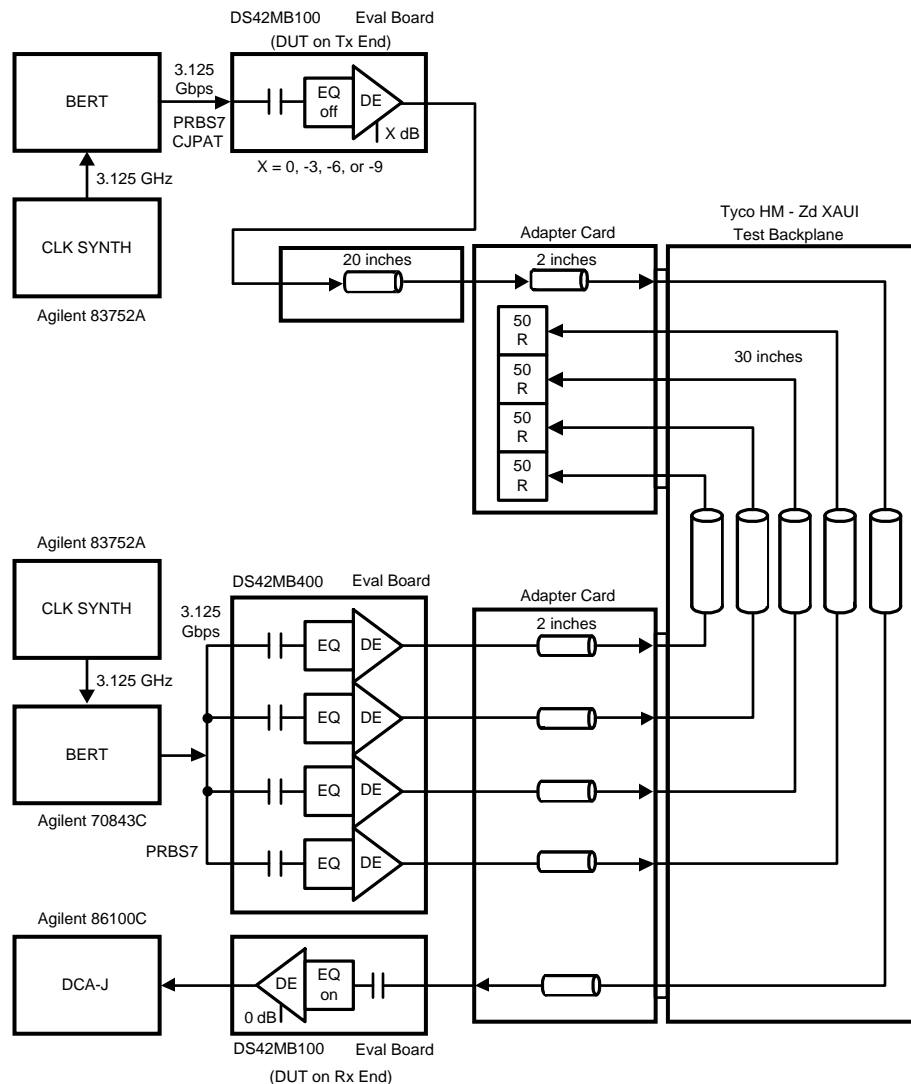 DS42MB100 Eval Board
(DUT on Tx End)
BERT
3.125
Gbps
PRBS7
CJPAT
EQ
off
DE
X dB
X = 0, -3, -6, or -9
3.125 GHz
CLK SYNTH
Agilent 83752A
20 inches
Adapter Card
2 inches
Tyco HM - Zd XAUI
Test Backplane
50
R
50
R
50
R
50
R
30 inches
Agilent 83752A
CLK SYNTH
3.125 GHz
BERT
Agilent 70843C
DS42MB400 Eval Board
3.125
Gbps
PRBS7
EQ
DE
EQ
DE
EQ
DE
EQ
DE
Adapter Card
2 inches
Agilent 86100C
DCA-J
DE
EQ
on
0 dB
DS42MB100 Eval Board
(DUT on Rx End)